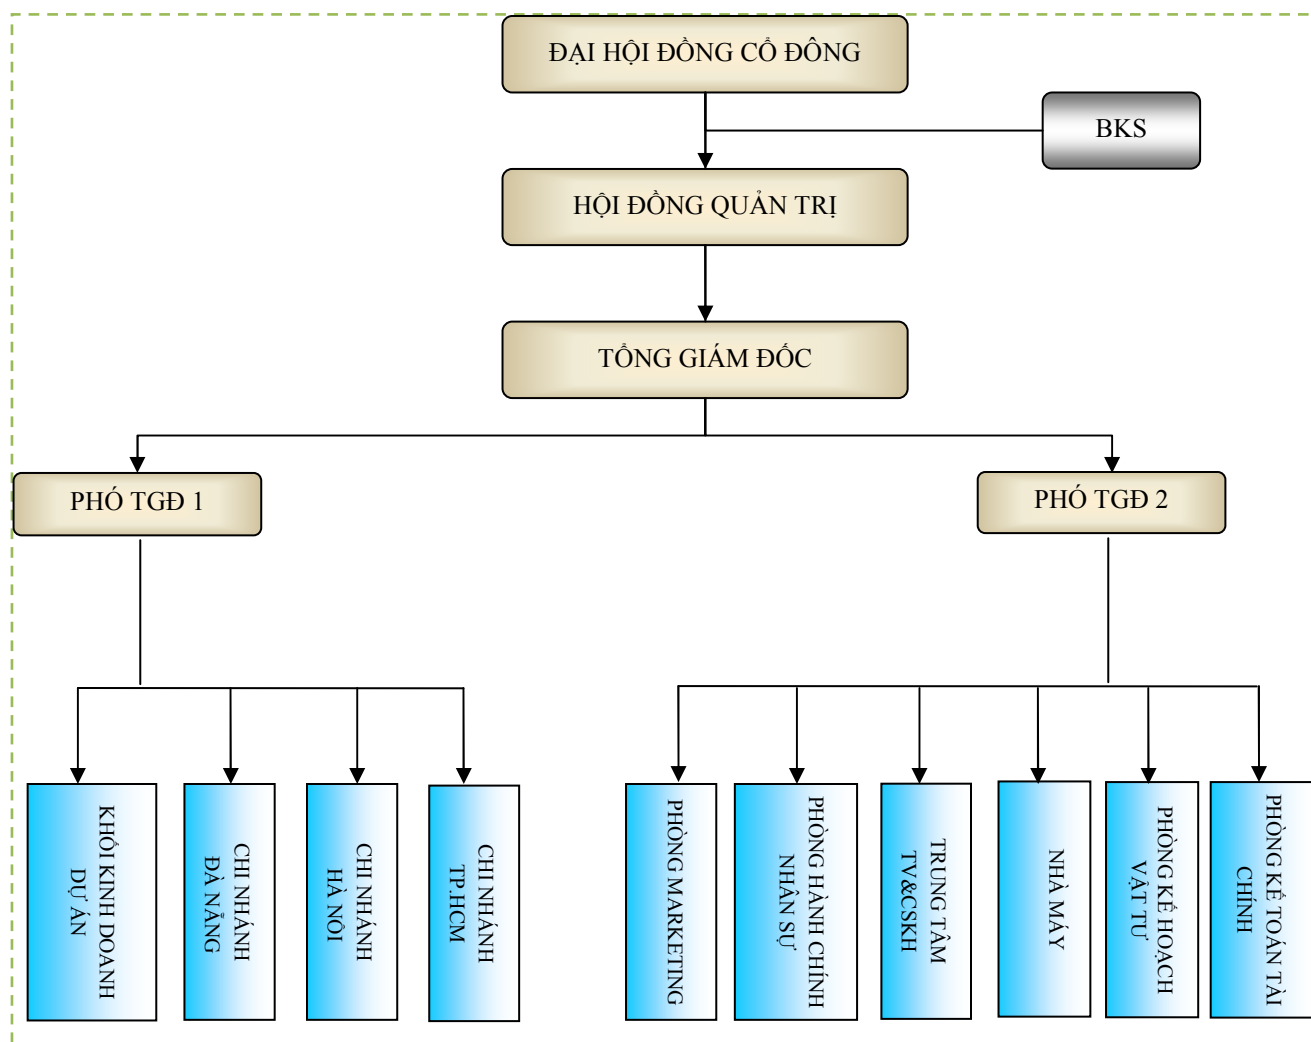 ĐẠI HỘI ĐỒNG CỔ ĐÔNG
BKS
HỘI ĐỒNG QUẢN TRỊ
TỔNG GIÁM ĐỐC
PHÓ TGĐ 1
PHÓ TGĐ 2
KHỐI KINH DOANH
DỰ ÁN
CHI NHÁNH
ĐÀ NẴNG
CHI NHÁNH
HÀ NÔI
CHI NHÁNH
TP.HCM
PHÒNG MARKETING
PHÒNG HÀNH CHÍNH
NHÂN SỰ
TRUNG TÂM
TV&CSKH
NHÀ MÁY
PHÒNG KẾ HOẠCH
VẬT TƯ
PHÒNG KẾ TOÁN TÀI
CHÍNH